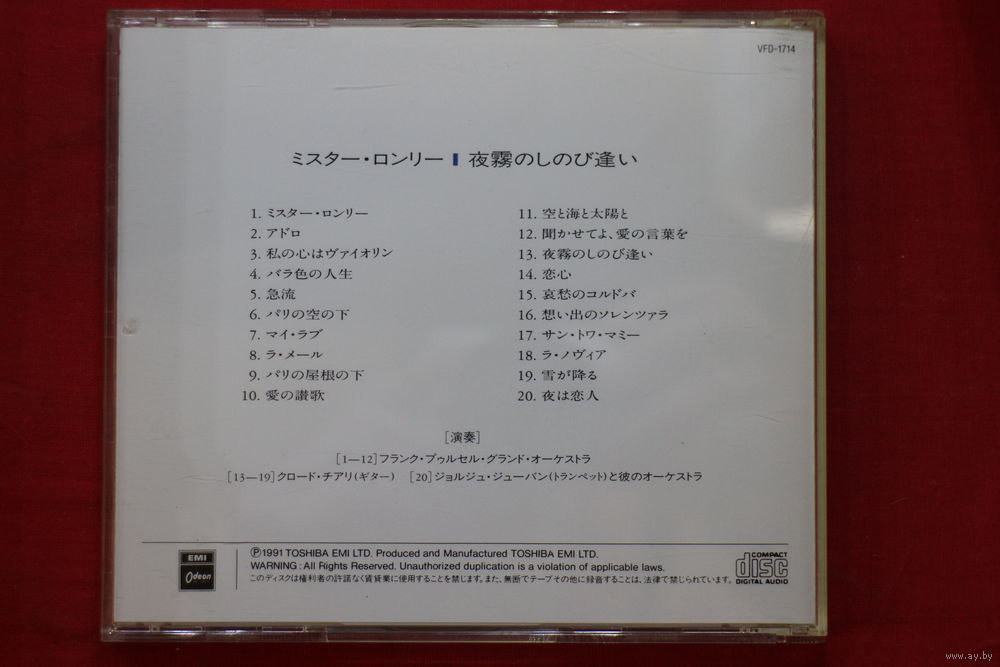 VFD-1714
ミスター・ロンリー 夜霧のしのび逢い
1. ミスター・ロンリー
2. アドロ
3. 私の心はヴァイオリン
4. バラ色の人生
5. 急流
6. パリの空の下
7. マイ・ラブ
8. ラ・メール
9. パリの屋根の下
10. 愛の讃歌
11. 空と海と太陽と
12. 聞かせてよ、愛の言葉を
13. 夜霧のしのび逢い
14. 恋心
15. 哀愁のコルドバ
16. 想い出のソレンツァラ
17. サン・トワ・マミー
18. ラ・ノヴィア
19. 雪が降る
20. 夜は恋人
[演奏]
[1—12]フランク・プゥルセル・グランド・オーケストラ
[13—19]クロード・チアリ(ギター) [20]ジョルジュ・ジューバン(トランペット)と彼のオーケストラ
EMI
Odeon
Ⓟ1991 TOSHIBA EMI LTD. Produced and Manufactured TOSHIBA EMI LTD.
WARNING : All Rights Reserved. Unauthorized duplication is a violation of applicable laws.
このディスクは権利者の許諾なく賃貸業に使用することを禁じます。また、無断でテープその他に録音することは、法律で禁じられています。
COMPACT
disc
DIGITAL AUDIO
www.ay.by